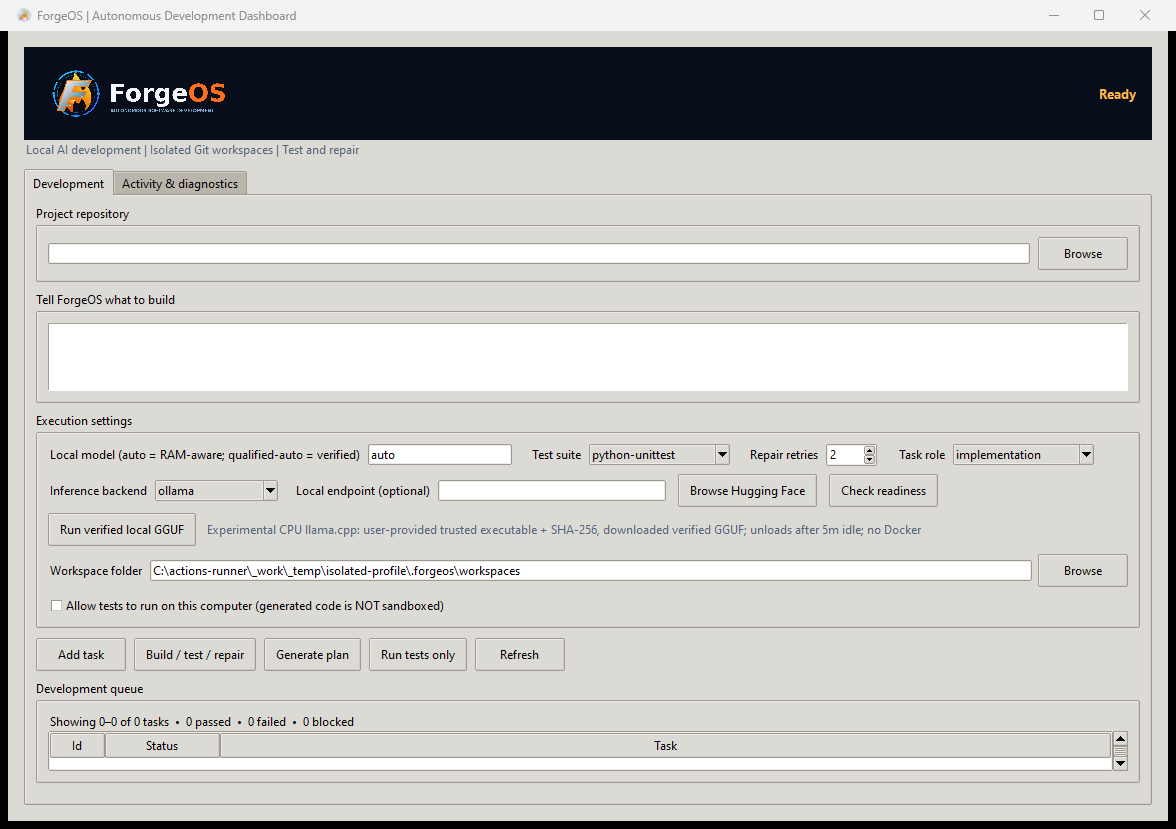 ForgeOS | Autonomous Development Dashboard
ForgeOS
AUTONOMOUS SOFTWARE DEVELOPMENT
Ready
Local AI development | Isolated Git workspaces | Test and repair
Development
Activity & diagnostics
Project repository
Browse
Tell ForgeOS what to build
Execution settings
Local model (auto = RAM-aware; qualified-auto = verified) auto Test suite python-unittest Repair retries 2 Task role implementation
Inference backend ollama Local endpoint (optional) Browse Hugging Face Check readiness
Run verified local GGUF Experimental CPU llama.cpp: user-provided trusted executable + SHA-256, downloaded verified GGUF; unloads after 5m idle; no Docker
Workspace folder C:\actions-runner\_work\_temp\isolated-profile\.forgeos\workspaces Browse
Allow tests to run on this computer (generated code is NOT sandboxed)
Add task Build / test / repair Generate plan Run tests only Refresh
Development queue
Showing 0–0 of 0 tasks • 0 passed • 0 failed • 0 blocked
Id Status Task